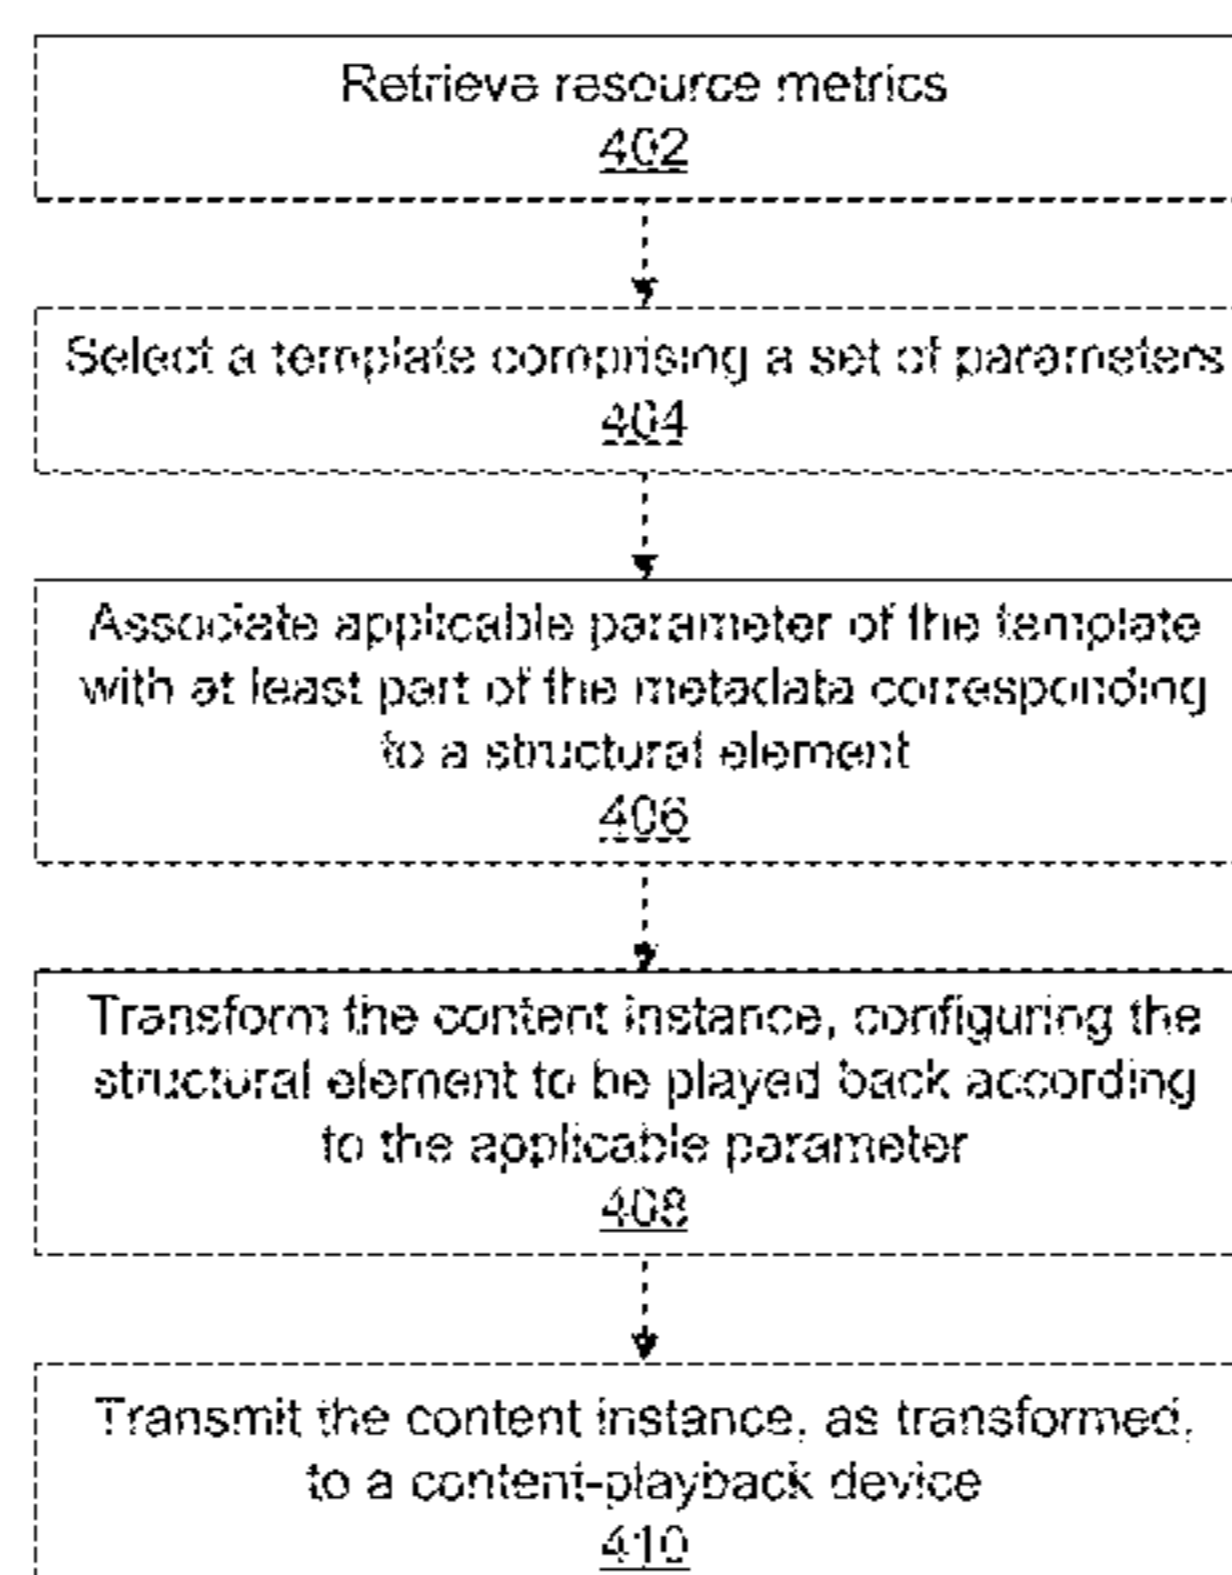 Retrieve resource metrics
402
Select a template comprising a set of parameters
404
Associate applicable parameter of the template
with at least part of the metadata corresponding
to a structural element
406
Transform the content instance, configuring the
structural element to be played back according
to the applicable parameter
408
Transmit the content instance, as transformed,
to a content-playback device
410